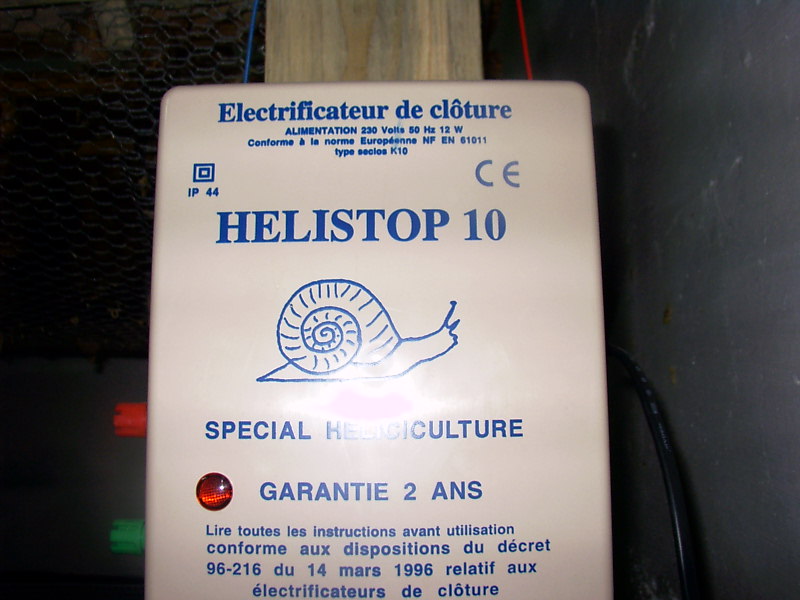 Electrificateur de clôture
ALIMENTATION 230 Volts 50 Hz 12 W
Conforme à la norme Européenne NF EN 61011
type seclos K10
CE
IP 44
HELISTOP 10
SPECIAL HELICICULTURE
GARANTIE 2 ANS
Lire toutes les instructions avant utilisation
conforme aux dispositions du décret
96-216 du 14 mars 1996 relatif aux
électrificateurs de clôture